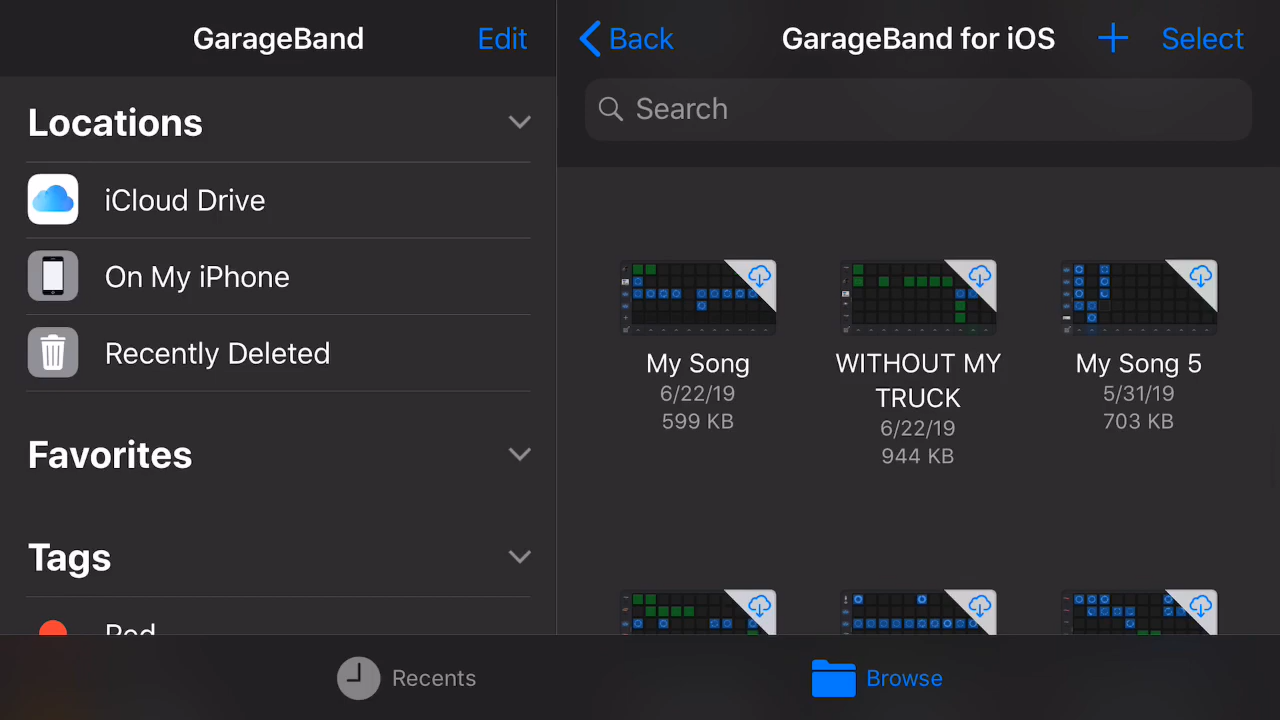 GarageBand
Edit
Locations
iCloud Drive
On My iPhone
Recently Deleted
Favorites
Tags
Red
Back
GarageBand for iOS
Select
Search
My Song
6/22/19
599 KB
WITHOUT MY
TRUCK
6/22/19
944 KB
My Song 5
5/31/19
703 KB
Recents
Browse